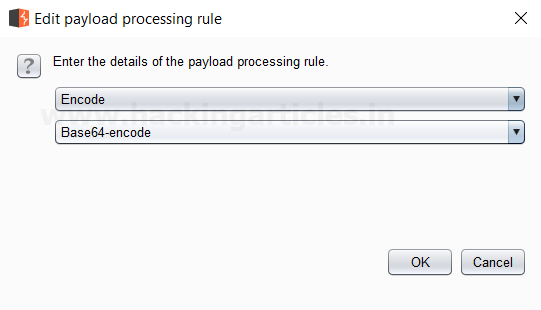 Edit payload processing rule
Enter the details of the payload processing rule.
Encode
www.hackingarticles.in
Base64-encode
OK Cancel